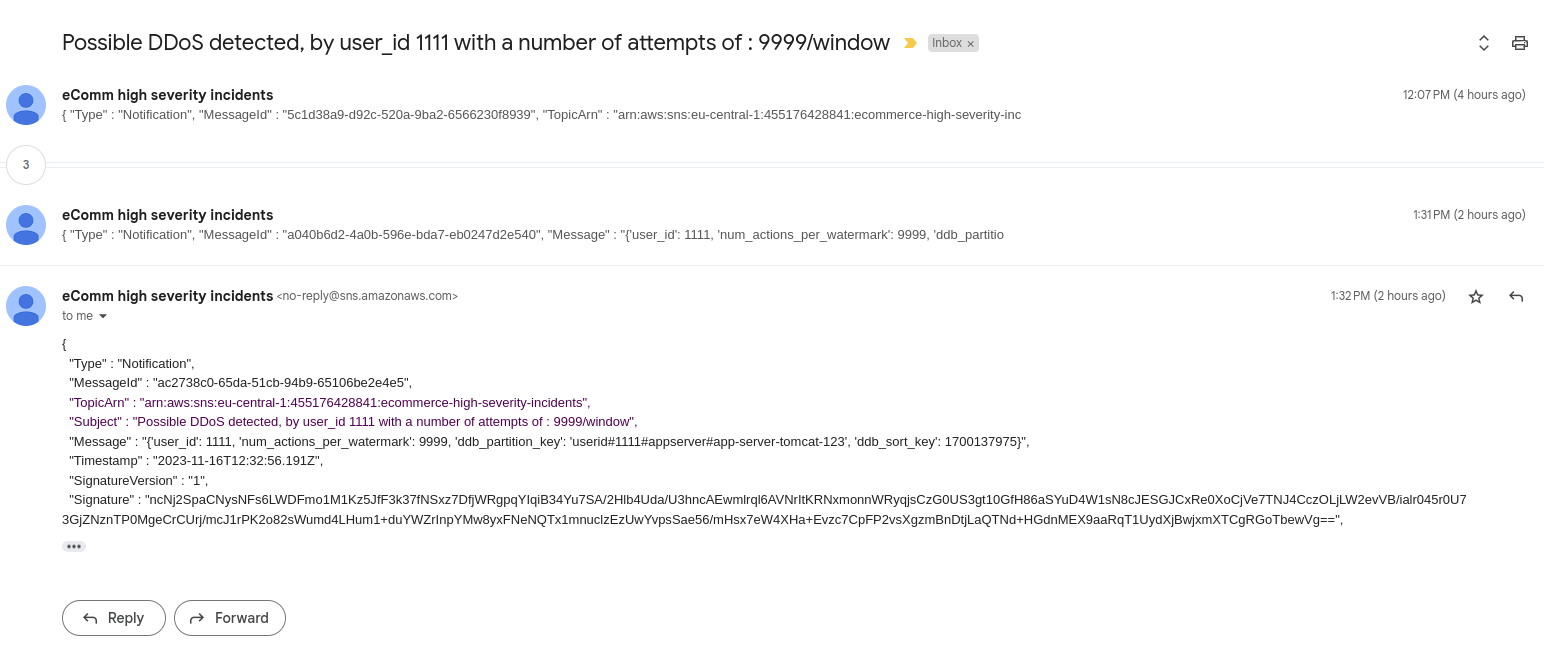 Possible DDoS detected, by user_id 1111 with a number of attempts of : 9999/window Inbox ×
eComm high severity incidents 12:07 PM (4 hours ago)
{ "Type" : "Notification", "MessageId" : "5c1d38a9-d92c-520a-9ba2-6566230f8939", "TopicArn" : "arn:aws:sns:eu-central-1:455176428841:ecommerce-high-severity-inc
3
eComm high severity incidents 1:31 PM (2 hours ago)
{ "Type" : "Notification", "MessageId" : "a040b6d2-4a0b-596e-bda7-eb0247d2e540", "Message" : "{'user_id': 1111, 'num_actions_per_watermark': 9999, 'ddb_partitio
eComm high severity incidents <no-reply@sns.amazonaws.com> 1:32 PM (2 hours ago)
to me
{
"Type" : "Notification",
"MessageId" : "ac2738c0-65da-51cb-94b9-65106be2e4e5",
"TopicArn" : "arn:aws:sns:eu-central-1:455176428841:ecommerce-high-severity-incidents",
"Subject" : "Possible DDoS detected, by user_id 1111 with a number of attempts of : 9999/window",
"Message" : "{'user_id': 1111, 'num_actions_per_watermark': 9999, 'ddb_partition_key': 'userid#1111#appserver#app-server-tomcat-123', 'ddb_sort_key': 1700137975}",
"Timestamp" : "2023-11-16T12:32:56.191Z",
"SignatureVersion" : "1",
"Signature" : "ncNj2SpaCNysNFs6LWDFmo1M1Kz5JfF3k37fNSxz7DfjWRgpqYIqiB34Yu7SA/2Hlb4Uda/U3hncAEwmlrql6AVNrItKRNxmonnWRyqjsCzG0US3gt10GfH86aSYuD4W1sN8cJESGJCxRe0XoCjVe7TNJ4CczOLjLW2evVB/ialr045r0U7
3GjZNznTP0MgeCrCUrj/mcJ1rPK2o82sWumd4LHum1+duYWZrInpYMw8yxFNeNQTx1mnuclzEzUwYvpsSae56/mHsx7eW4XHa+Evzc7CpFP2vsXgzmBnDtjLaQTNd+HGdnMEX9aaRqT1UydXjBwjxmXTCgRGoTbewVg==",
Reply Forward